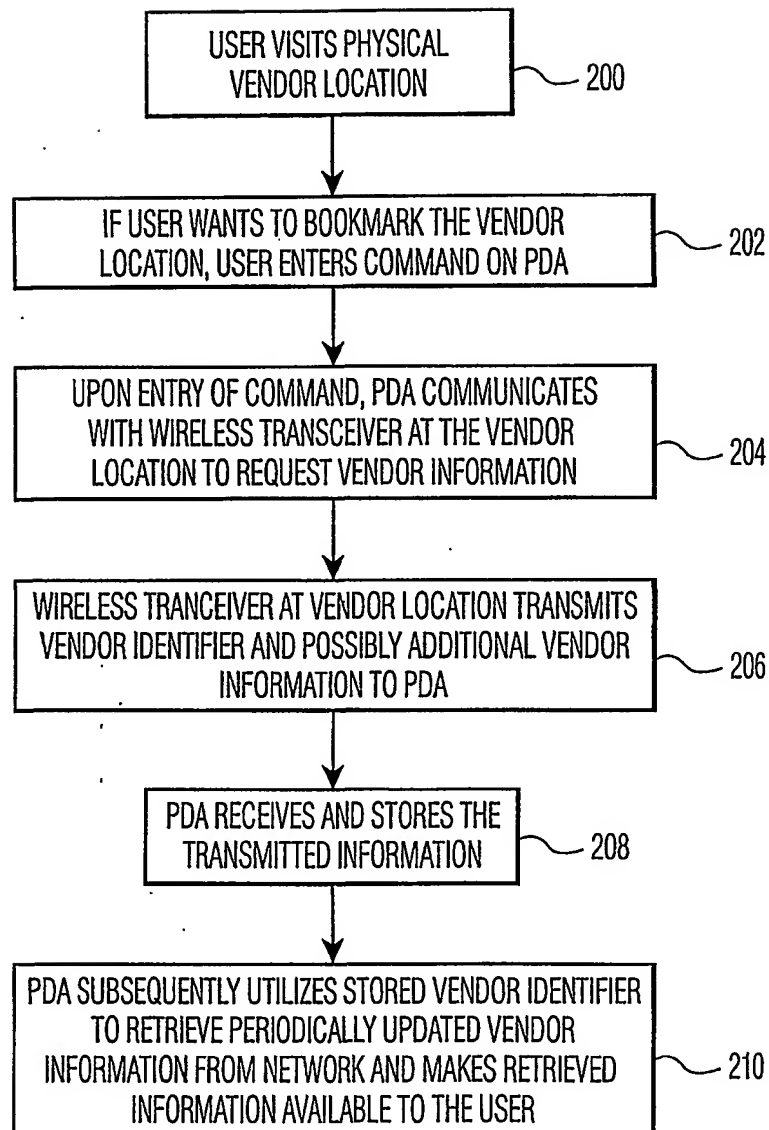 USER VISITS PHYSICAL
VENDOR LOCATION
200
IF USER WANTS TO BOOKMARK THE VENDOR
LOCATION, USER ENTERS COMMAND ON PDA
202
UPON ENTRY OF COMMAND, PDA COMMUNICATES
WITH WIRELESS TRANSCEIVER AT THE VENDOR
LOCATION TO REQUEST VENDOR INFORMATION
204
WIRELESS TRANCEIVER AT VENDOR LOCATION TRANSMITS
VENDOR IDENTIFIER AND POSSIBLY ADDITIONAL VENDOR
INFORMATION TO PDA
206
PDA RECEIVES AND STORES THE
TRANSMITTED INFORMATION
208
PDA SUBSEQUENTLY UTILIZES STORED VENDOR IDENTIFIER
TO RETRIEVE PERIODICALLY UPDATED VENDOR
INFORMATION FROM NETWORK AND MAKES RETRIEVED
INFORMATION AVAILABLE TO THE USER
210